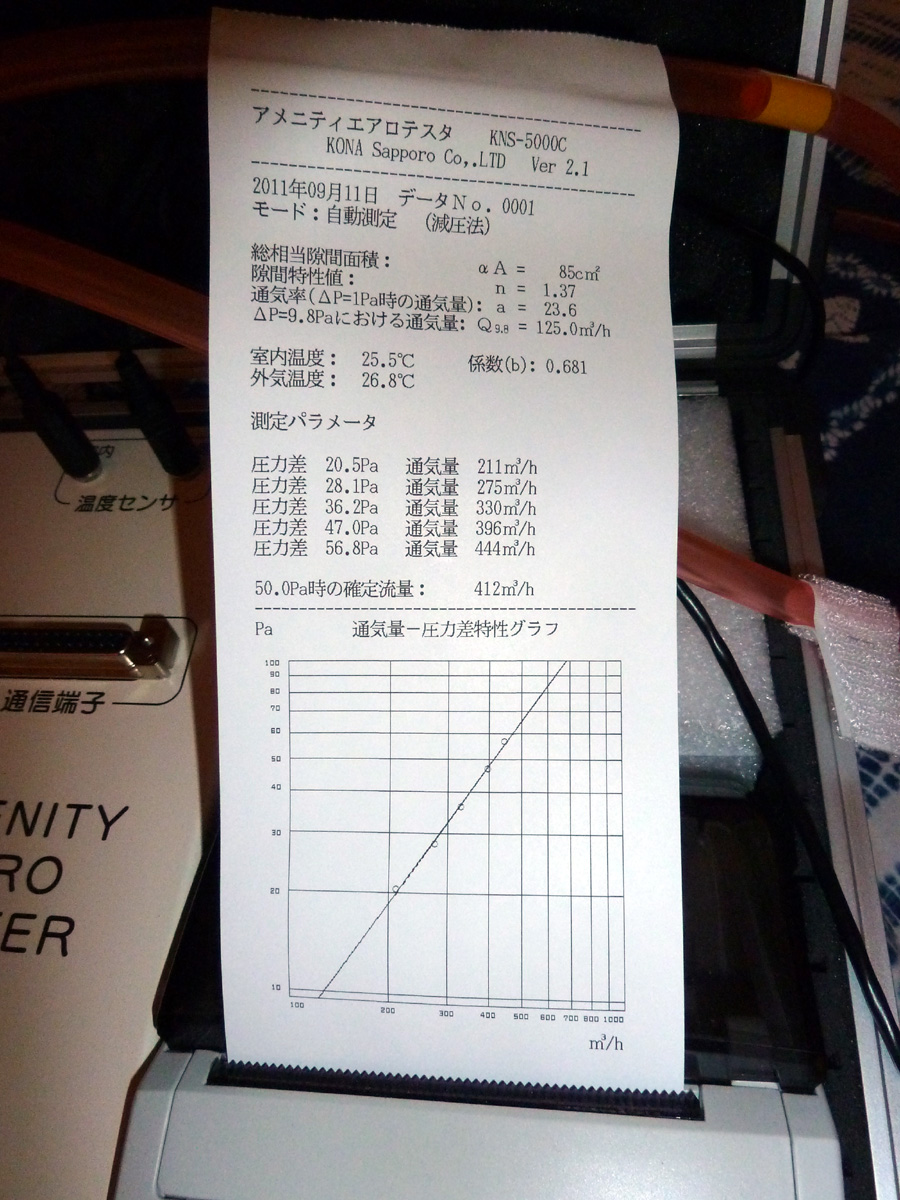 アメニティエアロテスタ KNS-5000C
KONA Sapporo Co,.LTD Ver 2.1
2011年09月11日 データNo. 0001
モード：自動測定 （減圧法）
総相当隙間面積： αA = 85cm²
隙間特性値： n = 1.37
通気率(ΔP=1Pa時の通気量)： a = 23.6
ΔP=9.8Paにおける通気量: Q9.8 = 125.0m³/h
室内温度： 25.5℃ 係数(b): 0.681
外気温度： 26.8℃
測定パラメータ
圧力差 20.5Pa 通気量 211m³/h
圧力差 28.1Pa 通気量 275m³/h
圧力差 36.2Pa 通気量 330m³/h
圧力差 47.0Pa 通気量 396m³/h
圧力差 56.8Pa 通気量 444m³/h
50.0Pa時の確定流量： 412m³/h
Pa 通気量－圧力差特性グラフ
100
90
80
70
60
50
40
30
20
10
100 200 300 400 500 600 700 800 1000
m³/h
内
温度センサ
通信端子
ENITY
RO
ER